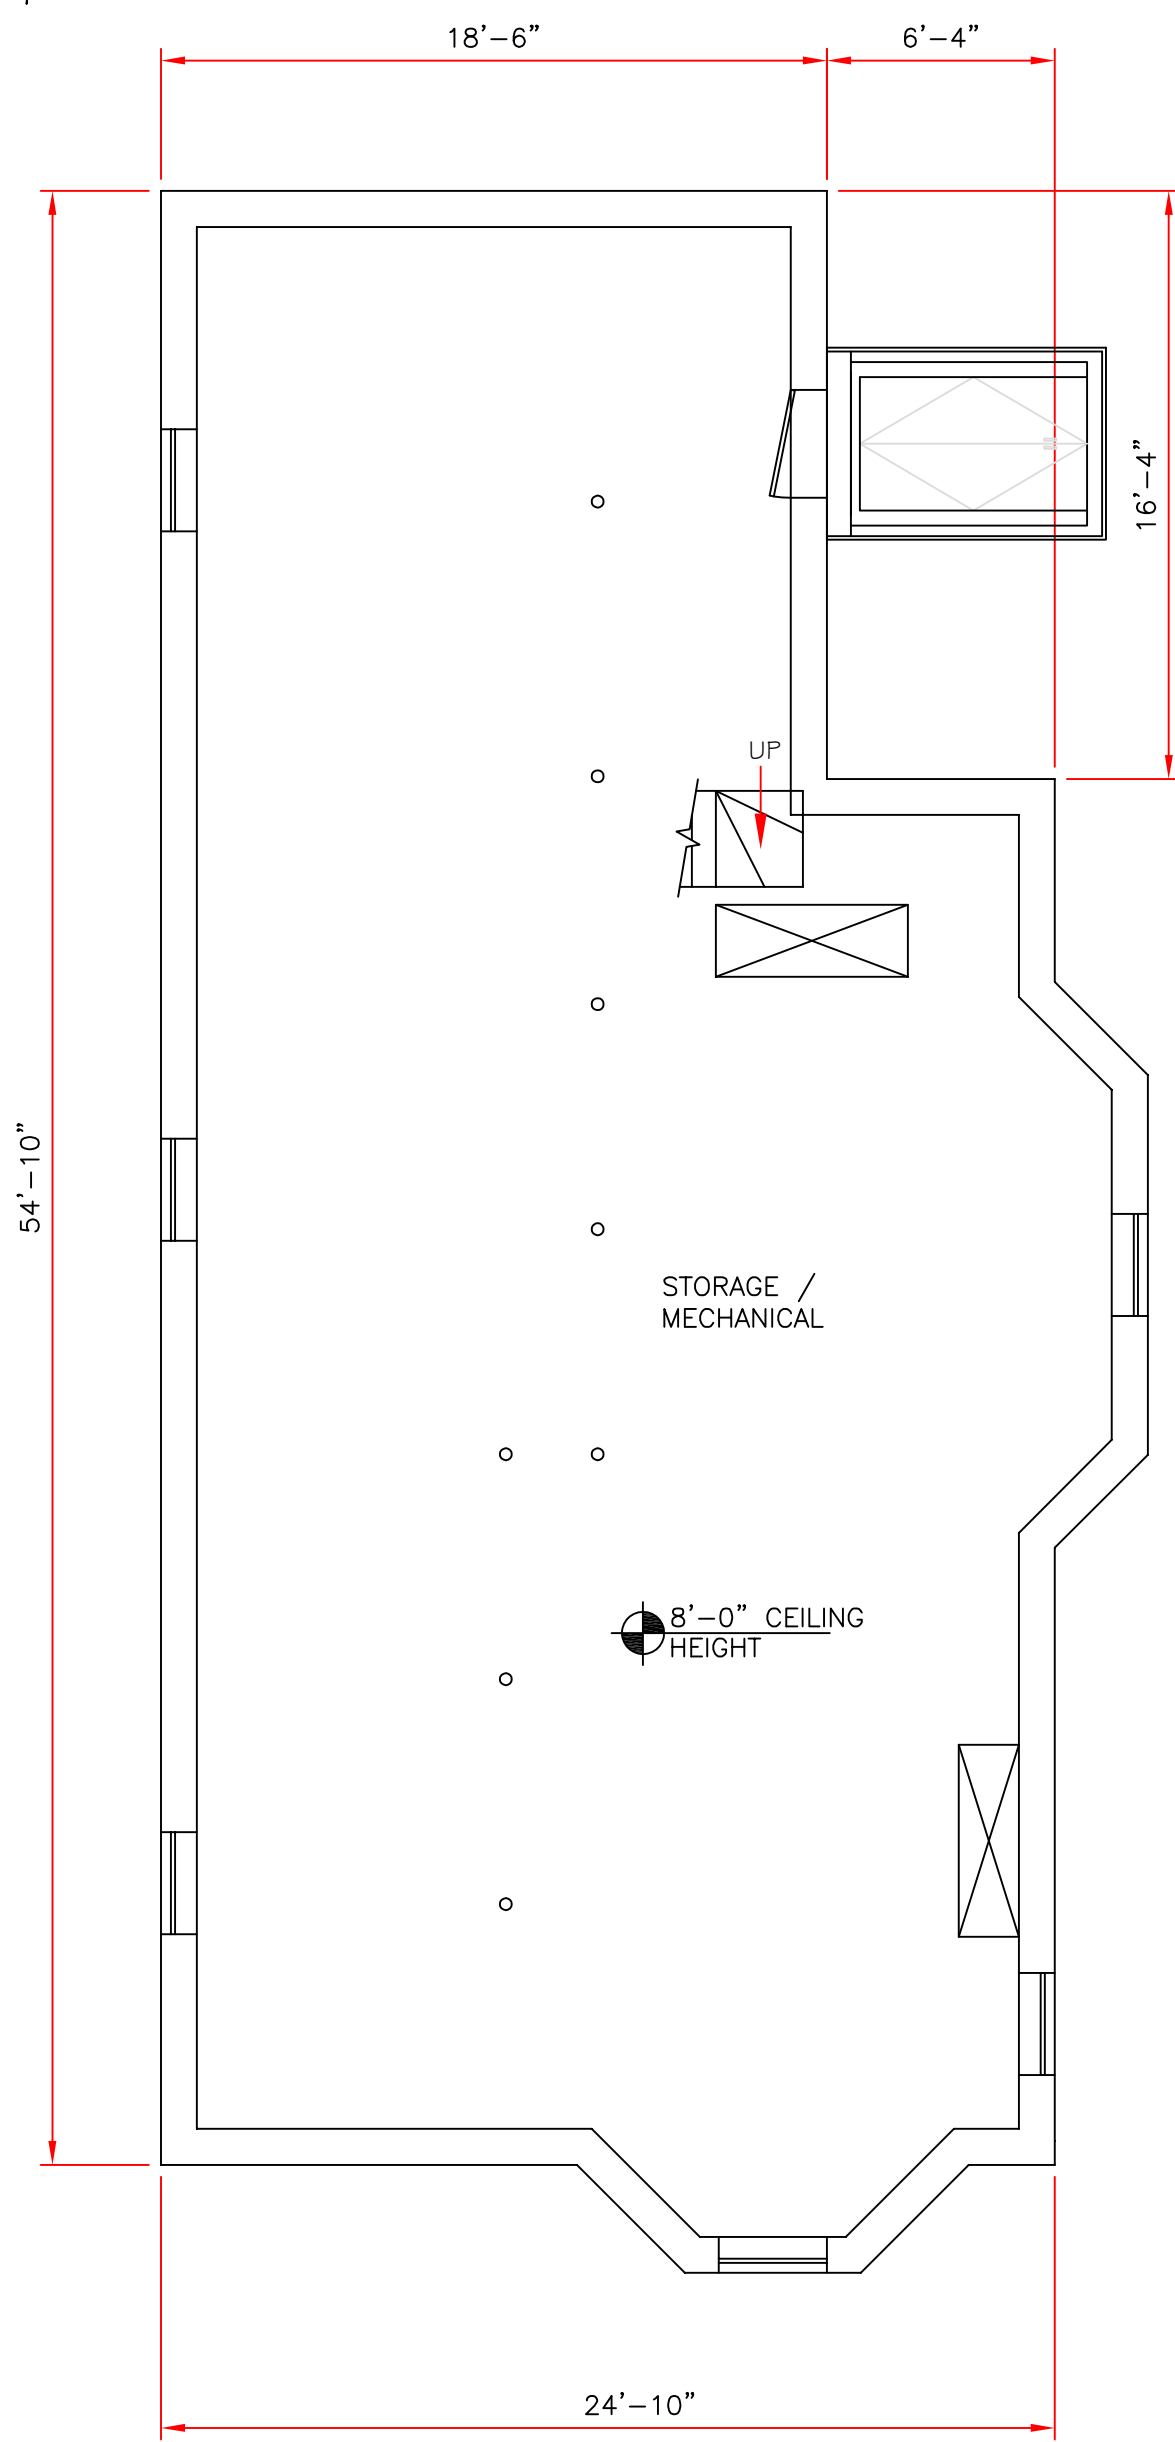 18'-6"
6'-4"
16'-4"
UP
54'-10"
STORAGE /
MECHANICAL
8'-0" CEILING
HEIGHT
24'-10"